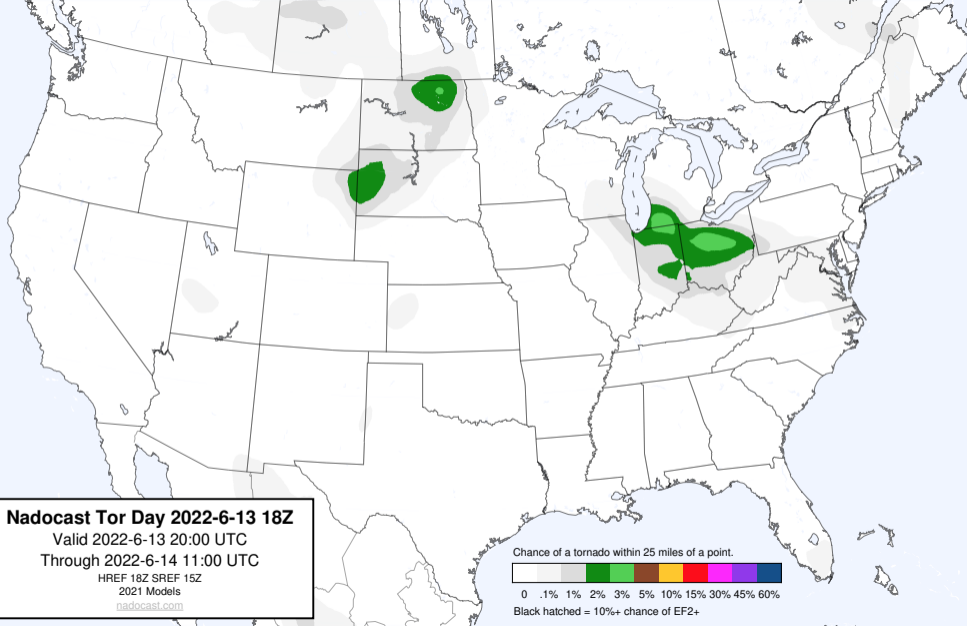 Nadocast Tor Day 2022-6-13 18Z
Valid 2022-6-13 20:00 UTC
Through 2022-6-14 11:00 UTC
HREF 18Z SREF 15Z
2021 Models
nadocast.com
Chance of a tornado within 25 miles of a point.
0 .1% 1% 2% 3% 5% 10% 15% 30% 45% 60%
Black hatched = 10%+ chance of EF2+